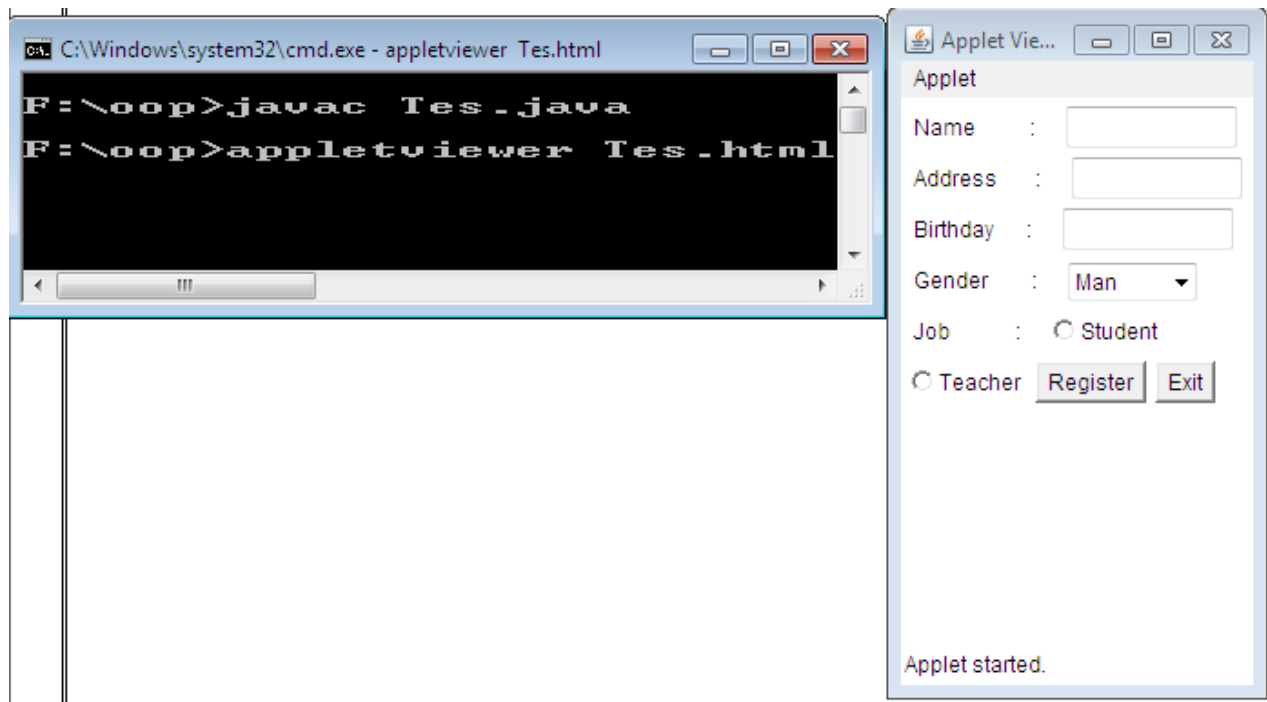 C:\Windows\system32\cmd.exe - appletviewer Tes.html
F:\oop>javac Tes.java
F:\oop>appletviewer Tes.html
Applet Vie...
Applet
Name :
Address :
Birthday :
Gender : Man
Job : Student
Teacher Register Exit
Applet started.